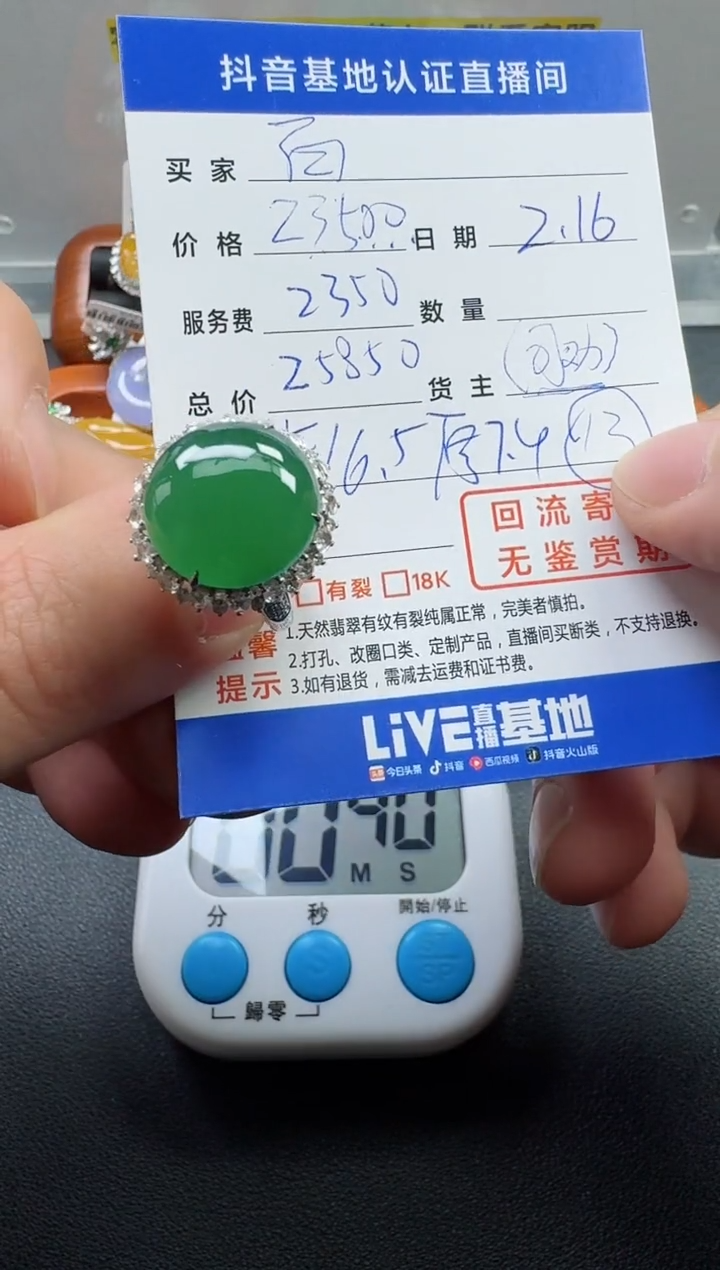 抖音基地认证直播间
买家 百
价格 23500 日期 2.16
服务费 2350 数量
总价 25850 货主
16.5 厚7.4 13
回流寄
无鉴赏期
有裂 18K
温馨提示
1.天然翡翠有纹有裂纯属正常，完美者慎拍。
2.打孔、改圈口类、定制产品，直播间买断类，不支持退换。
3.如有退货，需减去运费和证书费。
LiVE直播基地
今日头条 抖音 西瓜视频 抖音火山版
M S
分 秒 開始/停止
S ST/SP
歸零